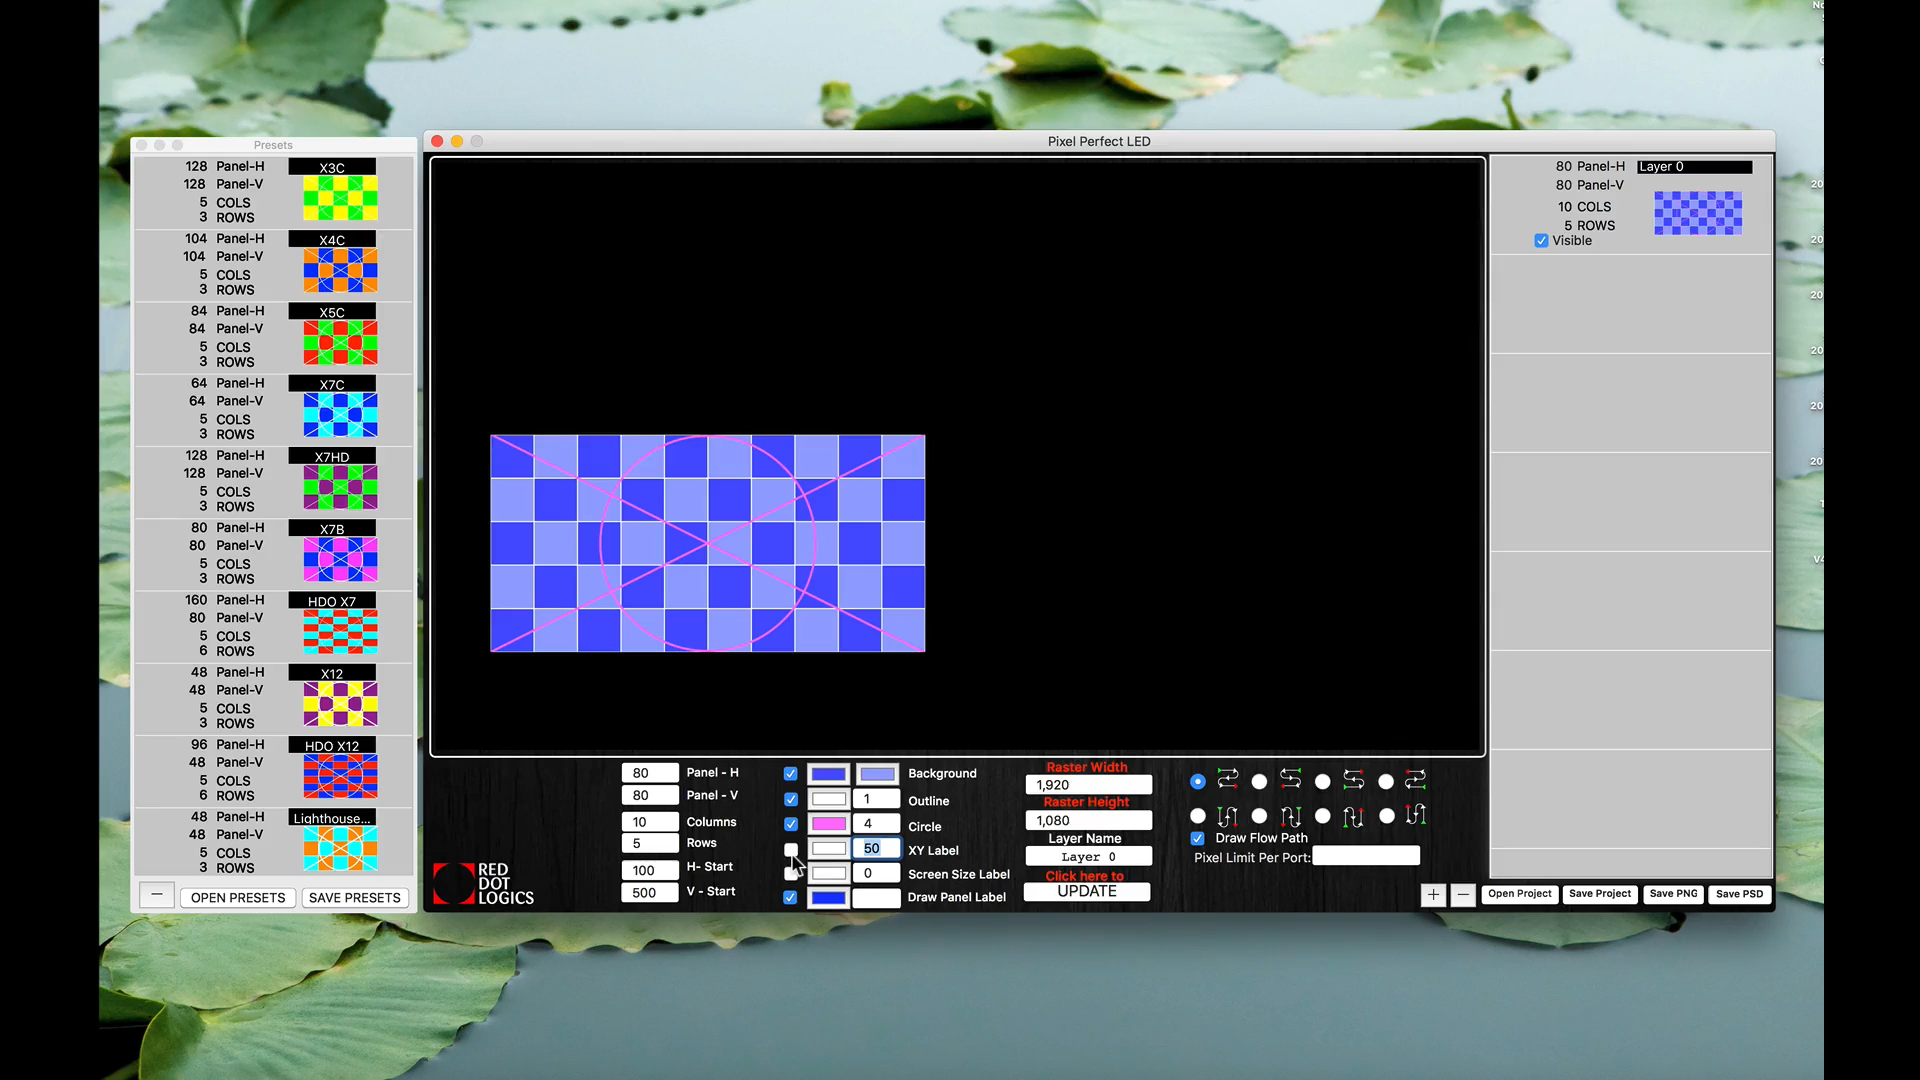 Presets
128 Panel-H X3C
128 Panel-V
5 COLS
3 ROWS
104 Panel-H X4C
104 Panel-V
5 COLS
3 ROWS
84 Panel-H X5C
84 Panel-V
5 COLS
3 ROWS
64 Panel-H X7C
64 Panel-V
5 COLS
3 ROWS
128 Panel-H X7HD
128 Panel-V
5 COLS
3 ROWS
80 Panel-H X7B
80 Panel-V
5 COLS
3 ROWS
160 Panel-H HDO X7
80 Panel-V
5 COLS
6 ROWS
48 Panel-H X12
48 Panel-V
5 COLS
3 ROWS
96 Panel-H HDO X12
48 Panel-V
5 COLS
6 ROWS
48 Panel-H Lighthouse...
48 Panel-V
5 COLS
3 ROWS
OPEN PRESETS SAVE PRESETS
Pixel Perfect LED
80 Panel-H Layer 0
80 Panel-V
10 COLS
5 ROWS
Visible
80 Panel - H
80 Panel - V
10 Columns
5 Rows
100 H- Start
500 V - Start
RED
DOT
LOGICS
Background
1 Outline
4 Circle
50 XY Label
0 Screen Size Label
Draw Panel Label
Raster Width
1,920
Raster Height
1,080
Layer Name
Layer 0
Click here to
UPDATE
Draw Flow Path
Pixel Limit Per Port:
+ − Open Project Save Project Save PNG Save PSD
20
20
20
20
20
20